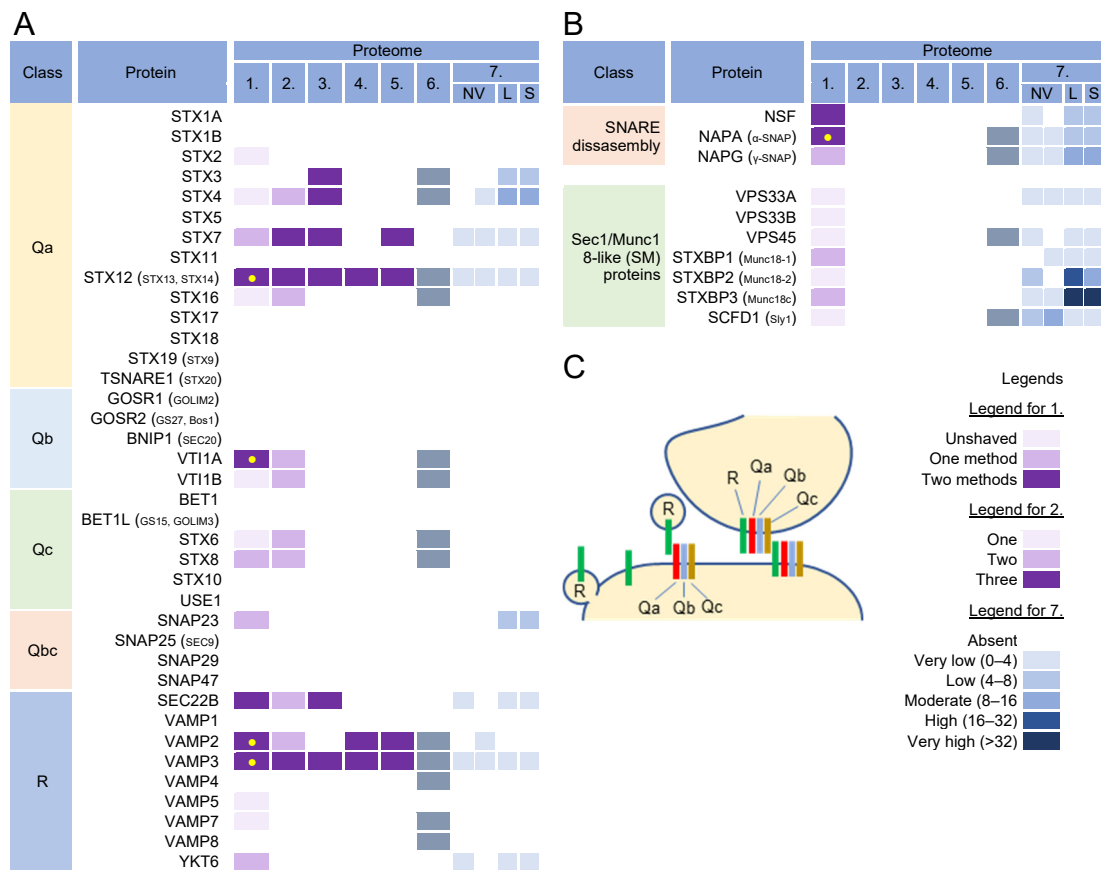 A
Class
Protein
Proteome
1.
2.
3.
4.
5.
6.
7.
NV
L
S
Qa
STX1A
STX1B
STX2
STX3
STX4
STX5
STX7
STX11
STX12 (STX13, STX14)
STX16
STX17
STX18
STX19 (STX9)
TSNARE1 (STX20)
Qb
GOSR1 (GOLIM2)
GOSR2 (GS27, Bos1)
BNIP1 (SEC20)
VTI1A
VTI1B
Qc
BET1
BET1L (GS15, GOLIM3)
STX6
STX8
STX10
USE1
Qbc
SNAP23
SNAP25 (SEC9)
SNAP29
SNAP47
R
SEC22B
VAMP1
VAMP2
VAMP3
VAMP4
VAMP5
VAMP7
VAMP8
YKT6
B
Class
Protein
Proteome
1.
2.
3.
4.
5.
6.
7.
NV
L
S
SNARE
dissasembly
NSF
NAPA (α-SNAP)
NAPG (γ-SNAP)
Sec1/Munc1
8-like (SM)
proteins
VPS33A
VPS33B
VPS45
STXBP1 (Munc18-1)
STXBP2 (Munc18-2)
STXBP3 (Munc18c)
SCFD1 (Sly1)
C
R
Qa
Qb
Qc
R
R
Qa
Qb
Qc
Legends
Legend for 1.
Unshaved
One method
Two methods
Legend for 2.
One
Two
Three
Legend for 7.
Absent
Very low (0–4)
Low (4–8)
Moderate (8–16
High (16–32)
Very high (>32)